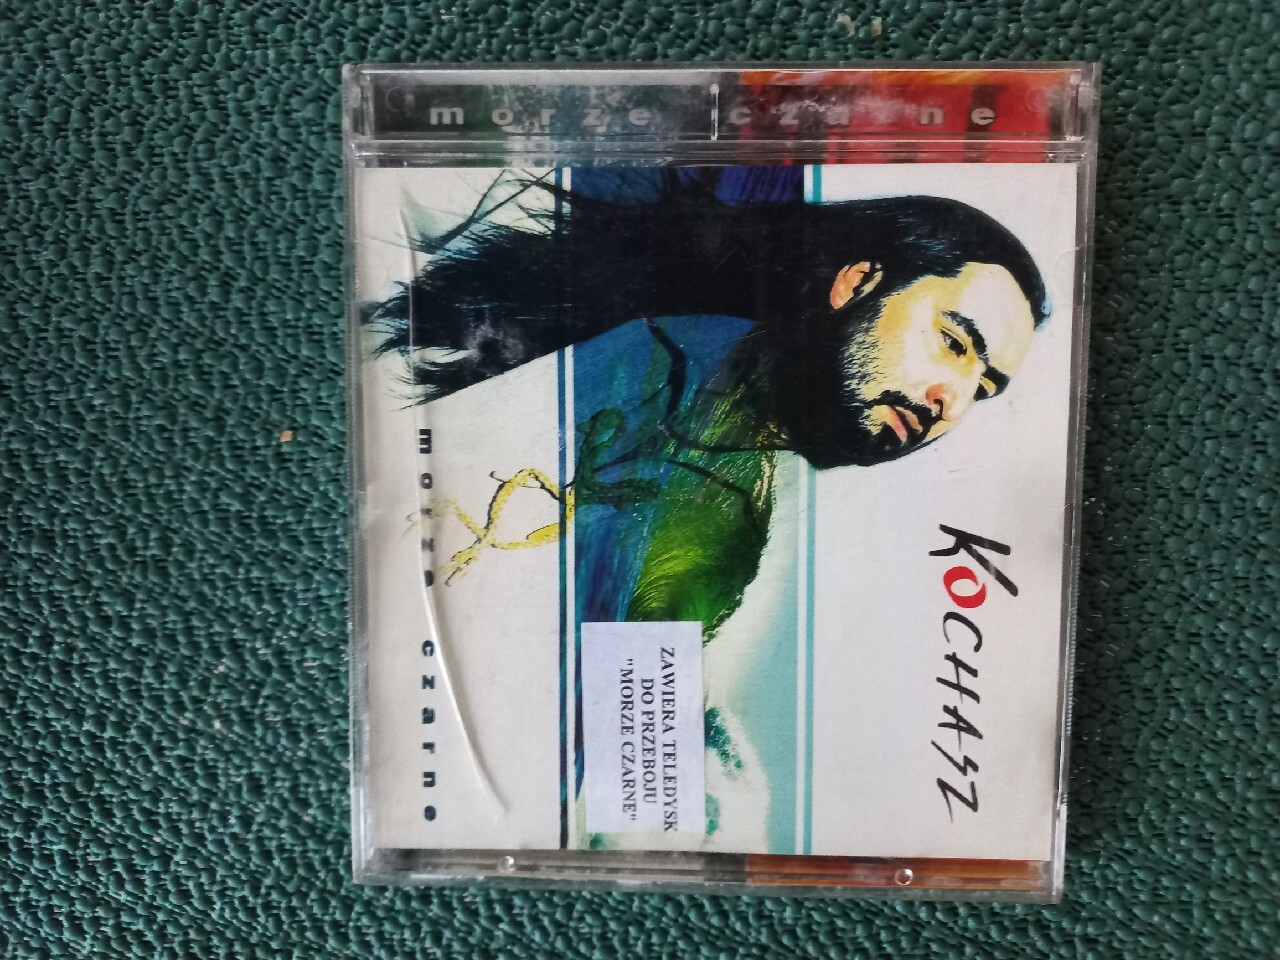 morze czarne
KOCHASZ
ZAWIERA TELEDYSK
DO PRZEBOJU
"MORZE CZARNE"
morze czarne